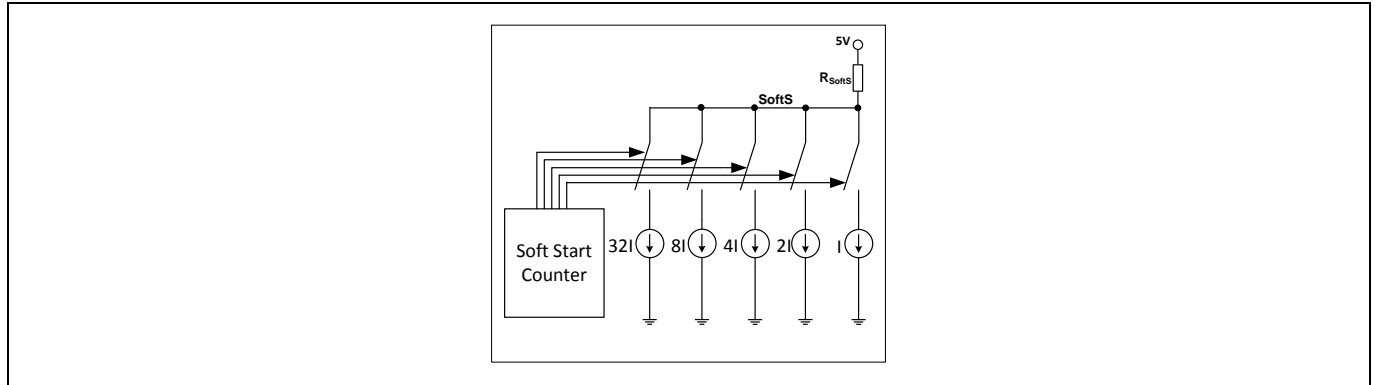 5V
RSoftS
SoftS
32I
8I
4I
2I
I
Soft Start
Counter